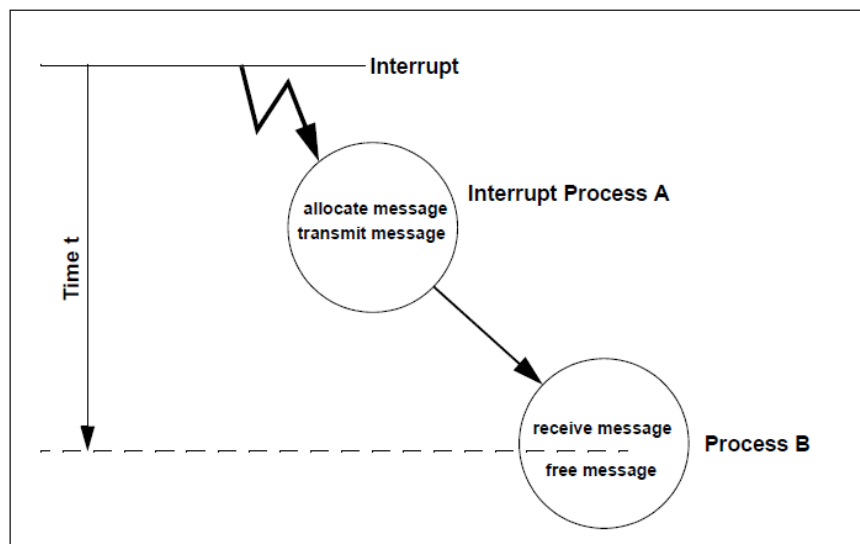 Interrupt
Interrupt Process A
allocate message
transmit message
Time t
receive message
Process B
free message